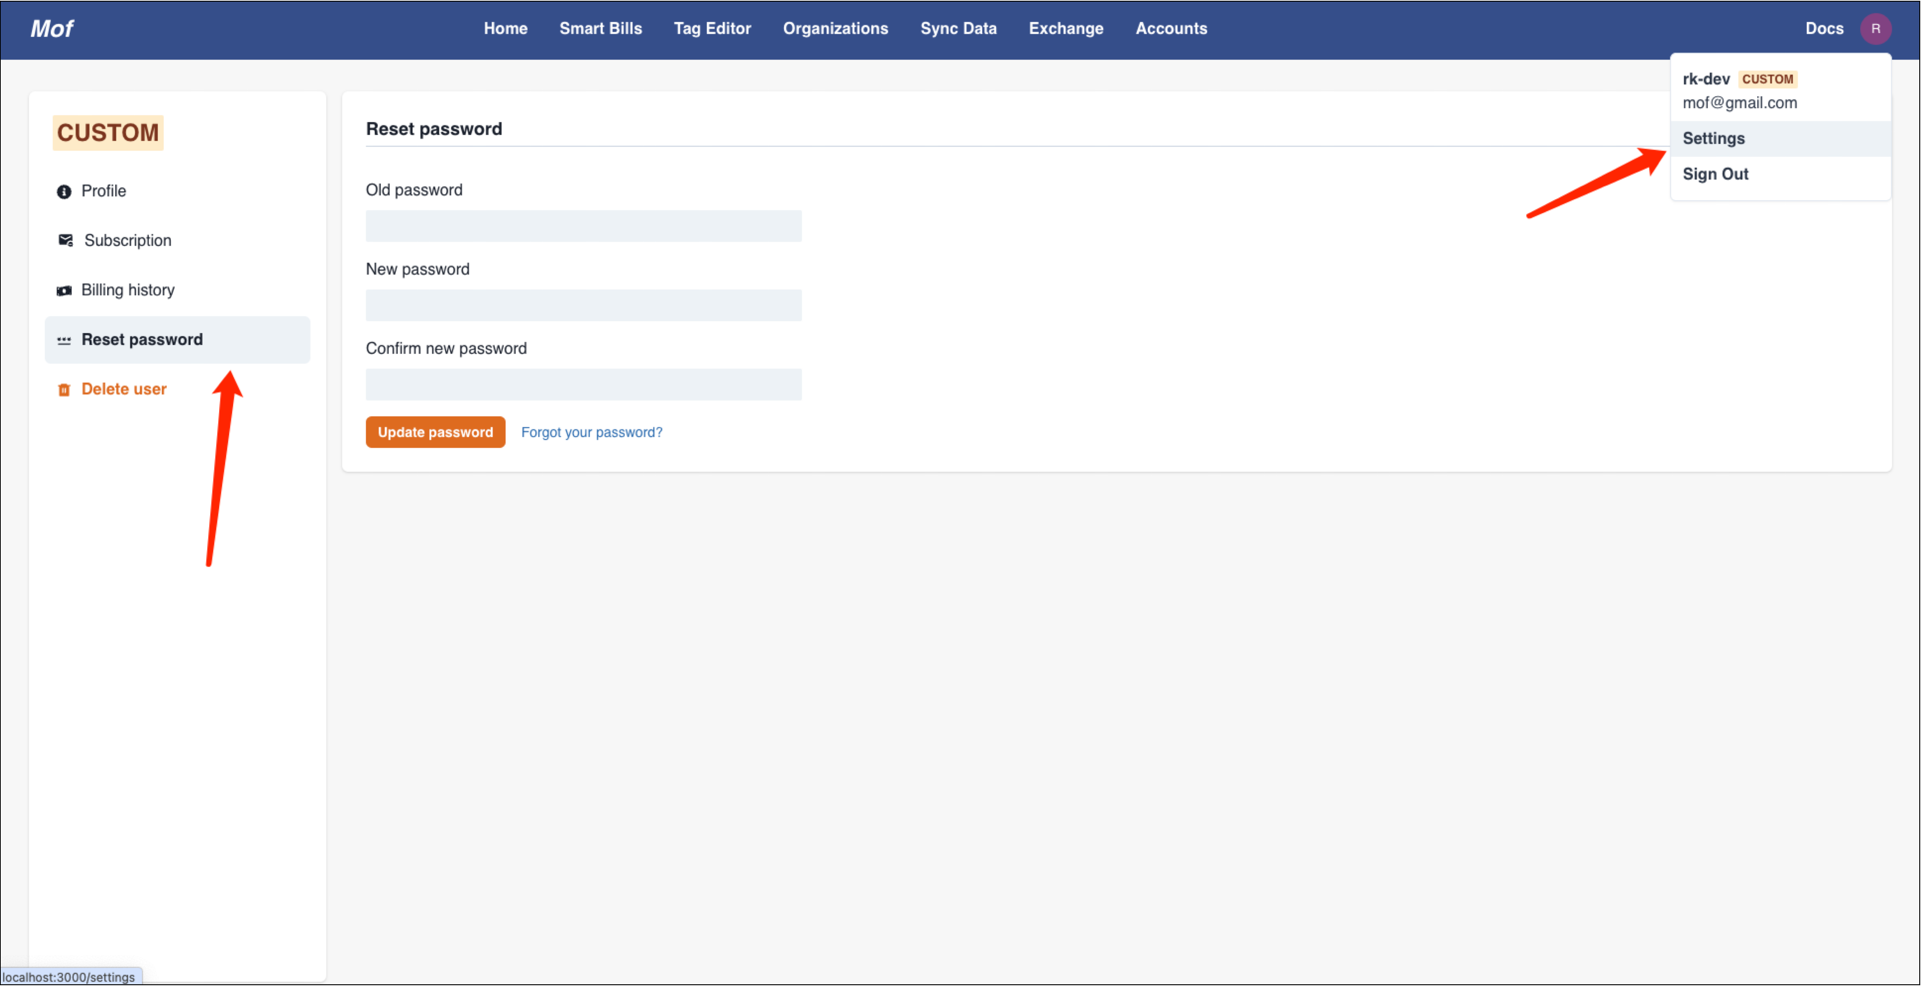 Mof
Home Smart Bills Tag Editor Organizations Sync Data Exchange Accounts
Docs R
rk-dev CUSTOM
mof@gmail.com
Settings
Sign Out
CUSTOM
Profile
Subscription
Billing history
Reset password
Delete user
Reset password
Old password
New password
Confirm new password
Update password Forgot your password?
localhost:3000/settings